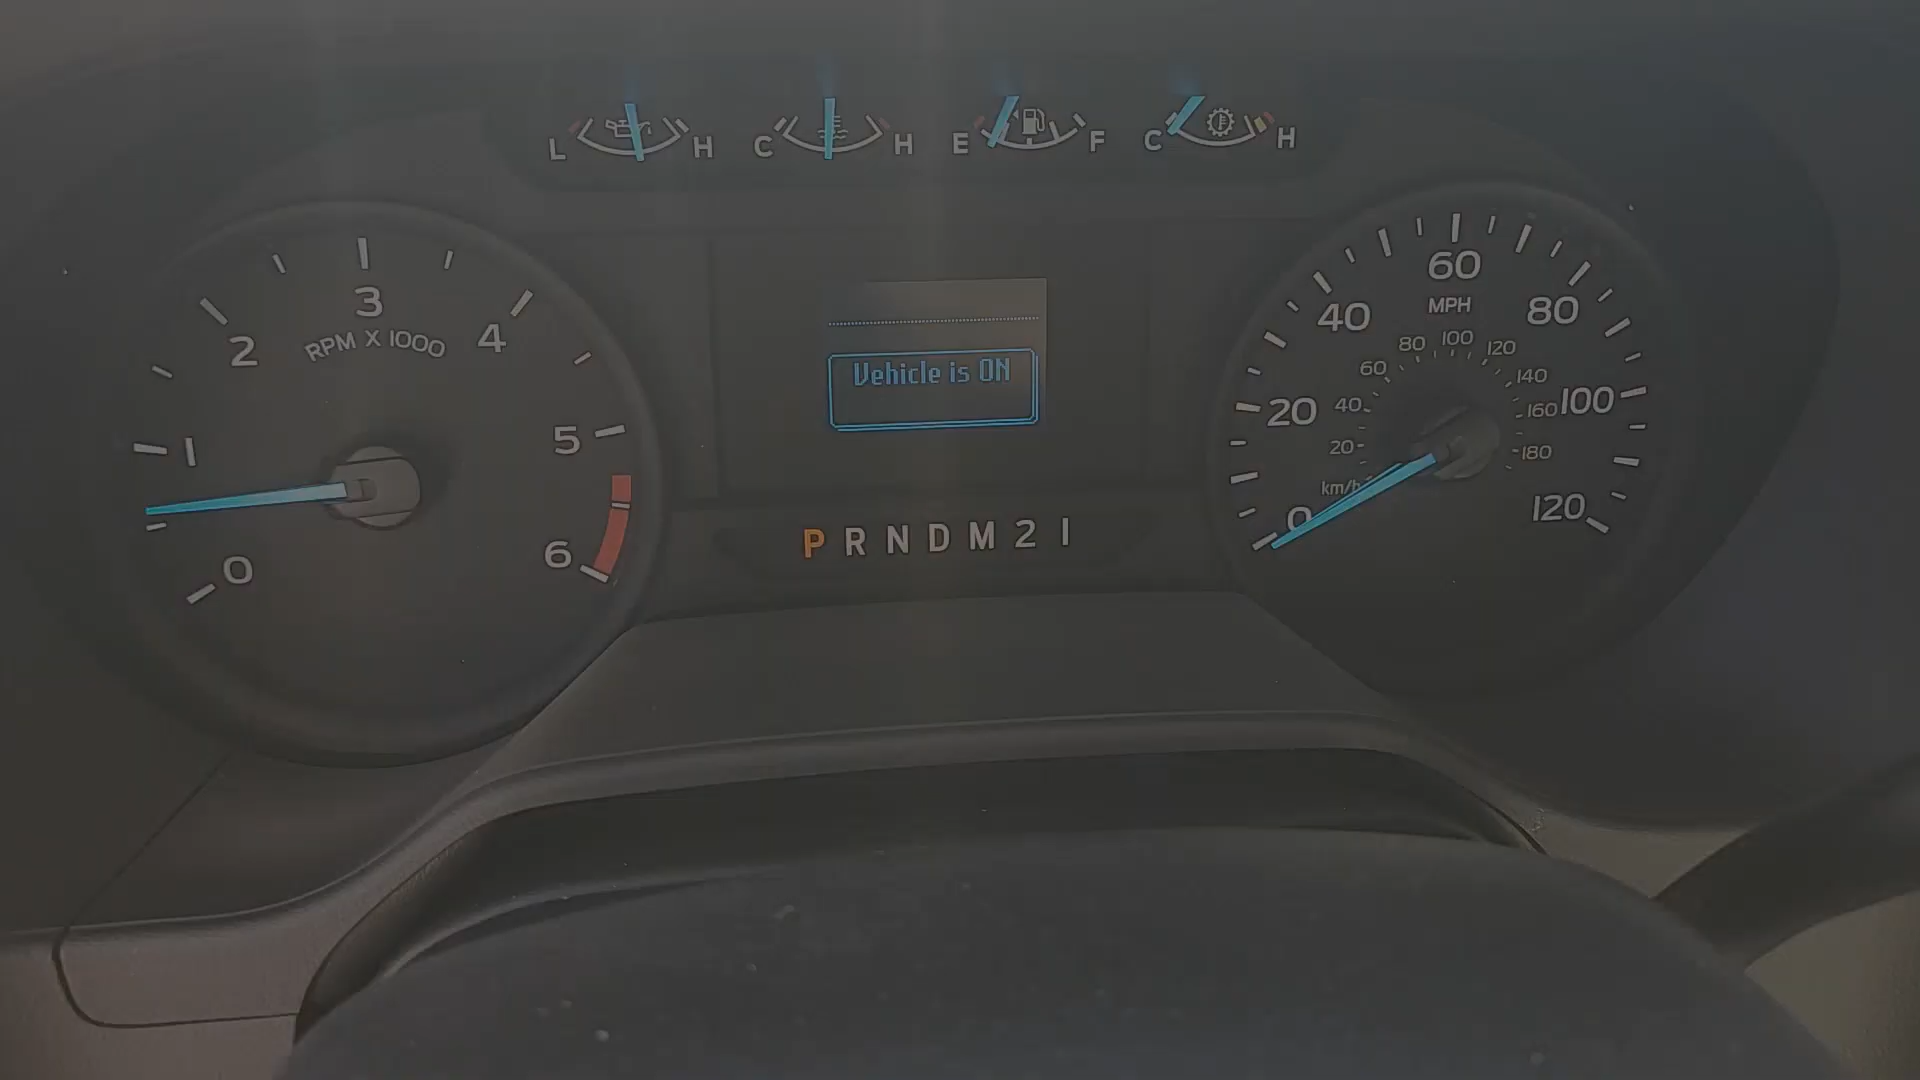 L H C H E F C H
0 1 2 3 4 5 6
RPM X 1000
Vehicle is ON
P R N D M 2 1
0 20 40 60 80 100 120
MPH
20 40 60 80 100 120 140 160 180
km/h